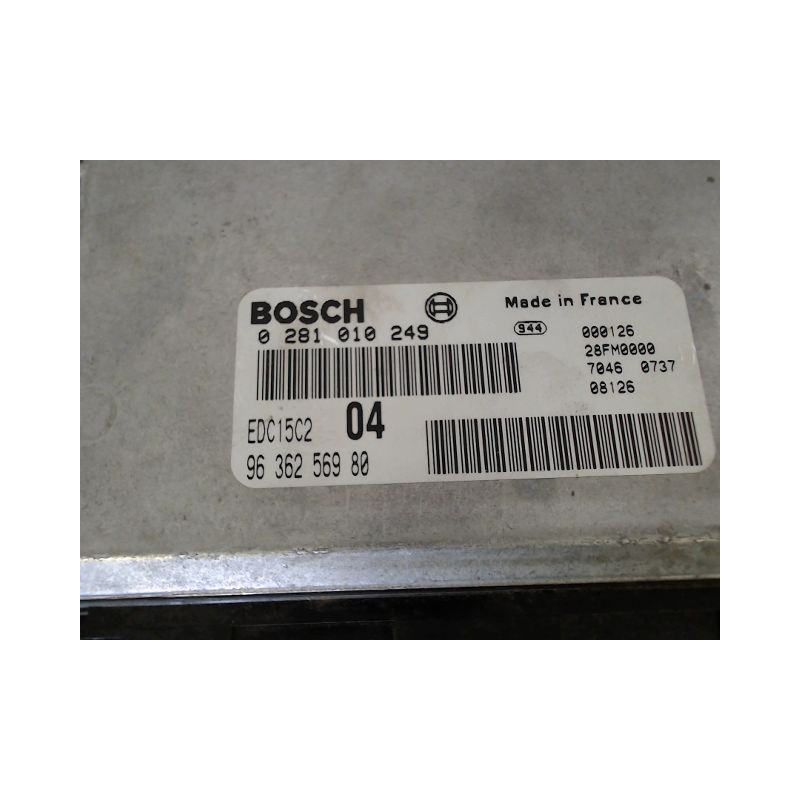 BOSCH
Made in France
0 281 010 249
944
000126
28FM0000
7046 0737
08126
EDC15C2 04
96 362 569 80